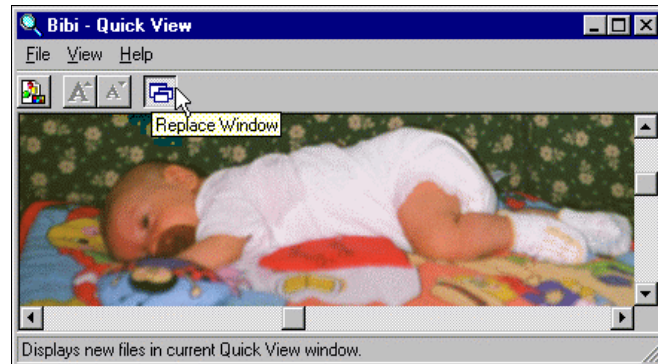 Bibi - Quick View
File View Help
A A
Replace Window
Displays new files in current Quick View window.